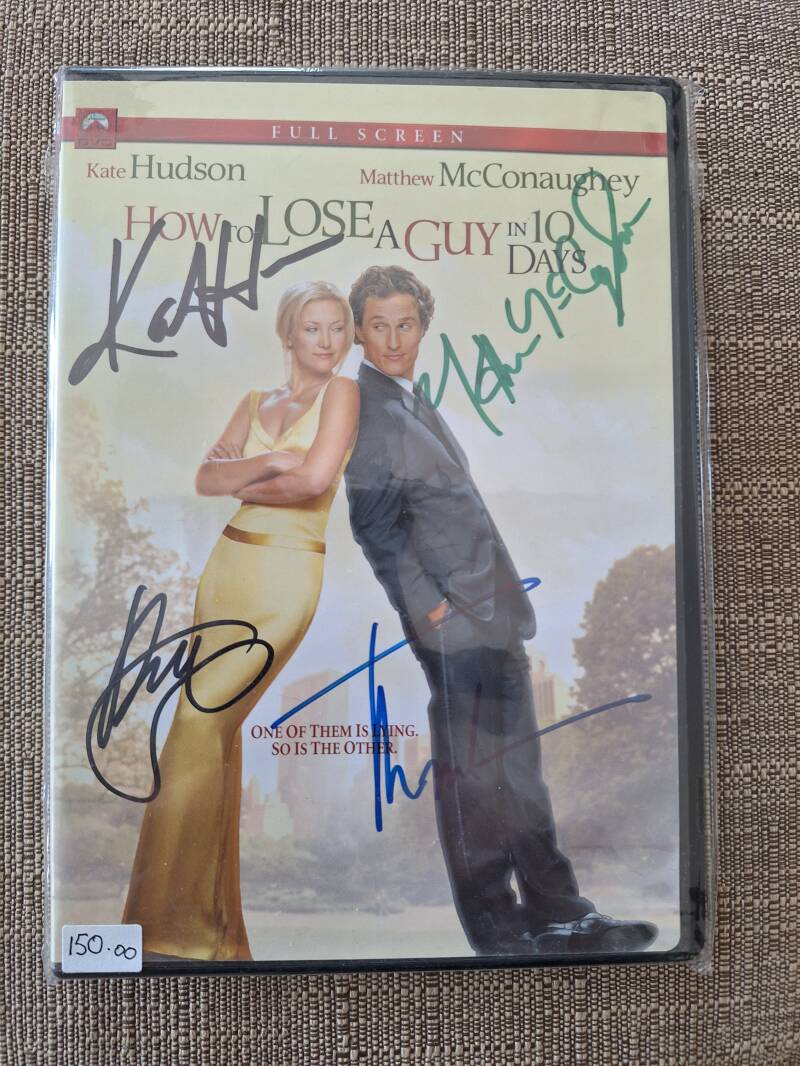 DVD
FULL SCREEN
Kate Hudson
Matthew McConaughey
HOW TO LOSE A GUY IN 10 DAYS
ONE OF THEM IS LYING.
SO IS THE OTHER.
150.00